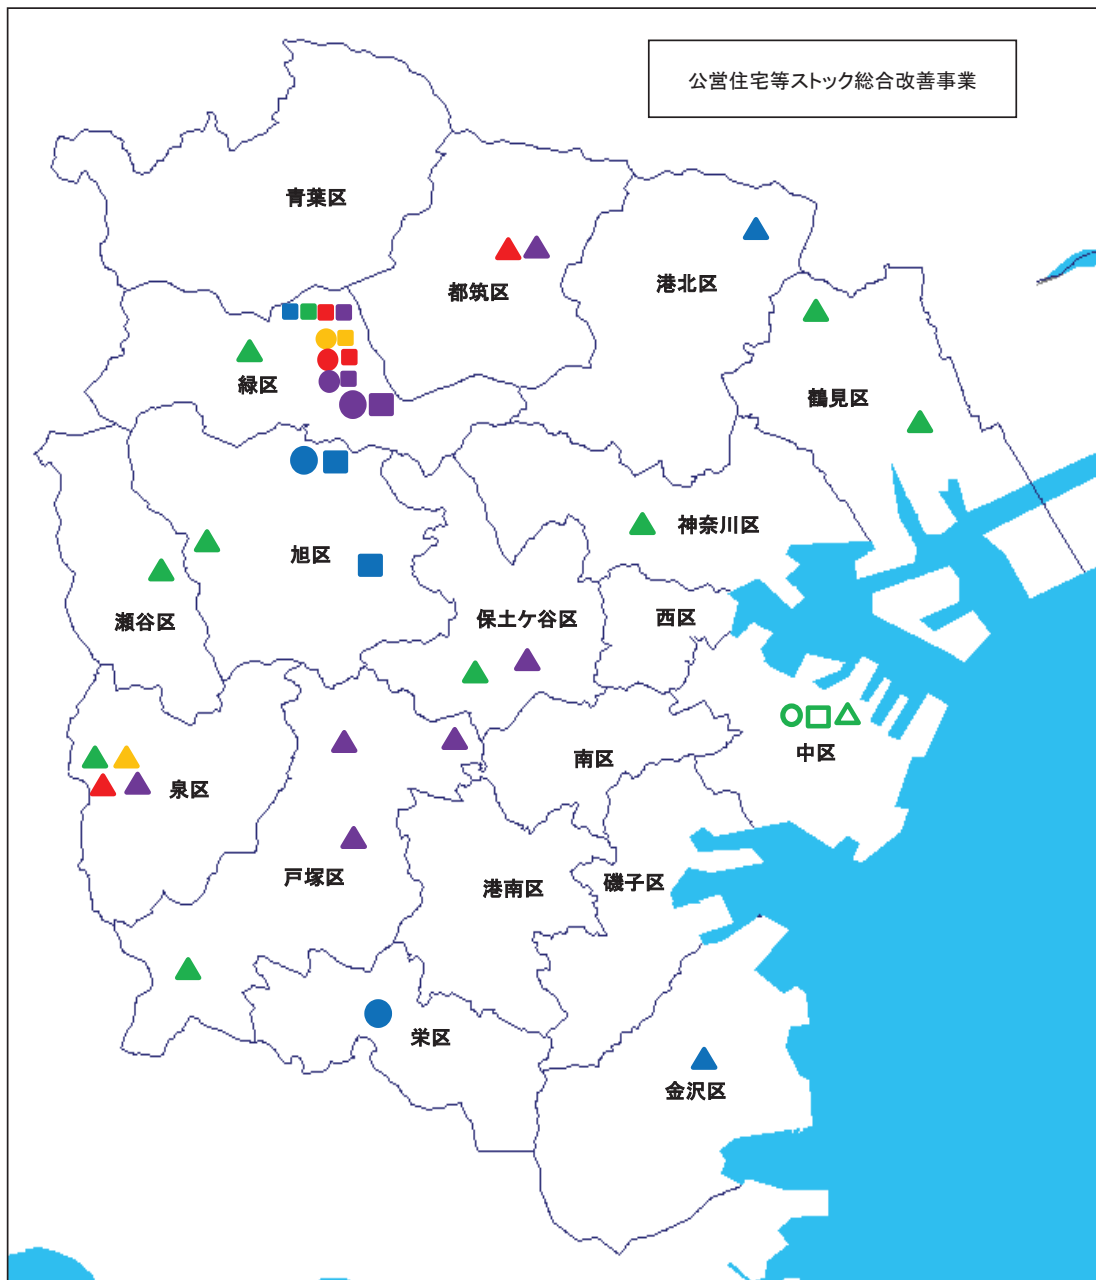 公営住宅等ストック総合改善事業
青葉区
都筑区
港北区
緑区
鶴見区
神奈川区
旭区
瀬谷区
保土ケ谷区
西区
中区
南区
泉区
戸塚区
港南区
磯子区
栄区
金沢区